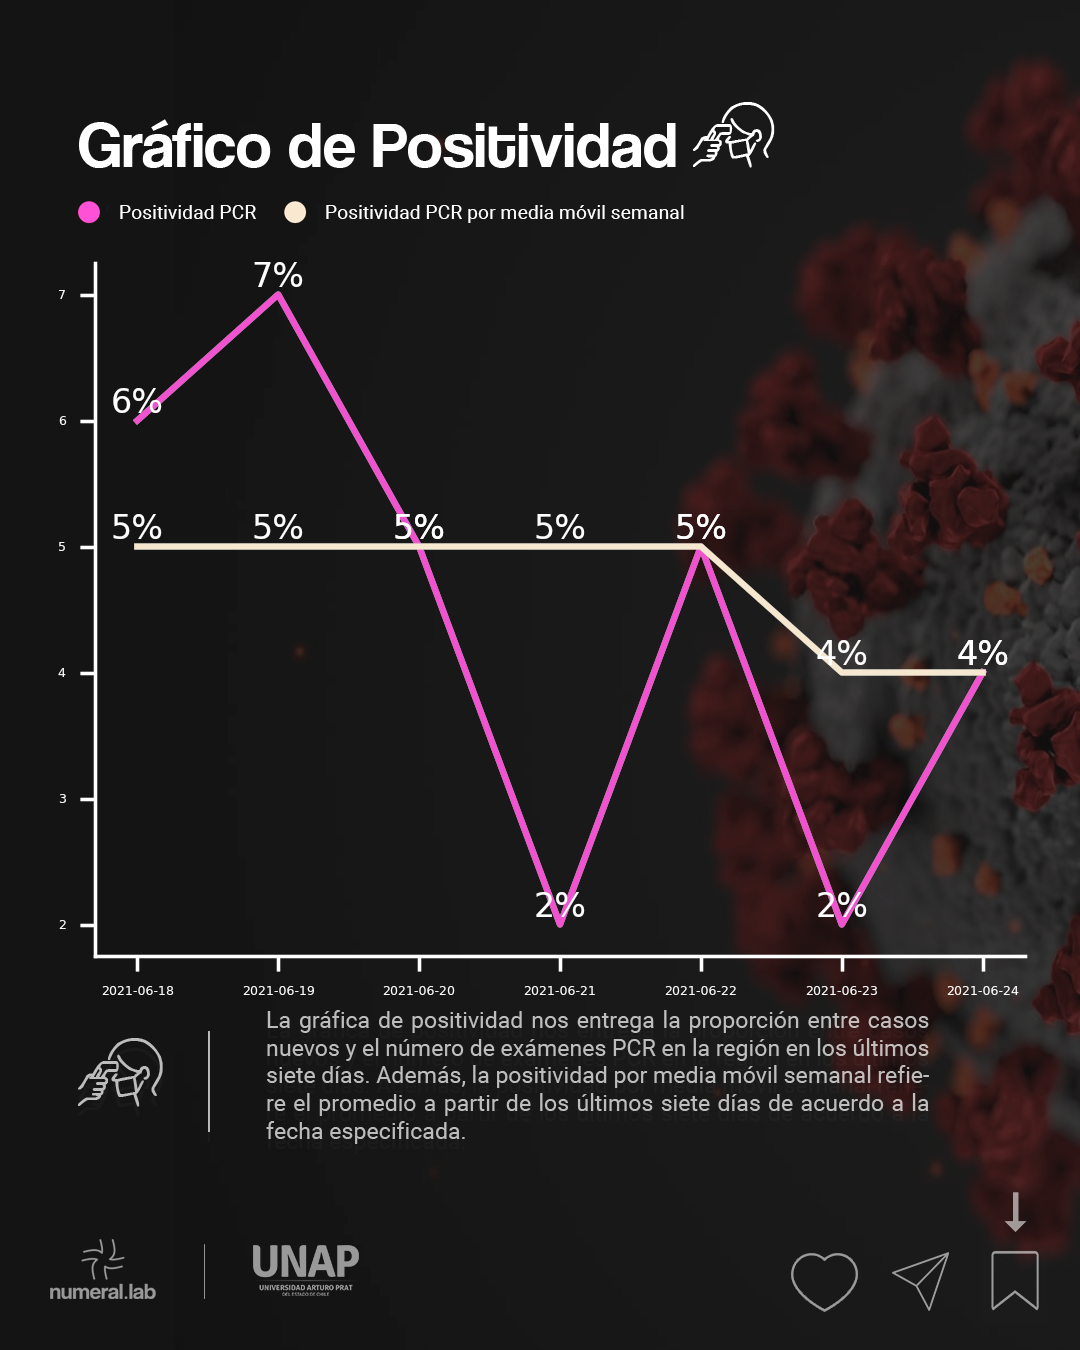 Gráfico de Positividad
Positividad PCR
Positividad PCR por media móvil semanal
7%
7
6%
6
5% 5% 5% 5% 5%
5
4% 4%
4
3
2% 2%
2
2021-06-18 2021-06-19 2021-06-20 2021-06-21 2021-06-22 2021-06-23 2021-06-24
La gráfica de positividad nos entrega la proporción entre casos
nuevos y el número de exámenes PCR en la región en los últimos
siete días. Además, la positividad por media móvil semanal refie-
re el promedio a partir de los últimos siete días de acuerdo a la
fecha especificada.
numeral.lab
UNAP
UNIVERSIDAD ARTURO PRAT
DEL ESTADO DE CHILE